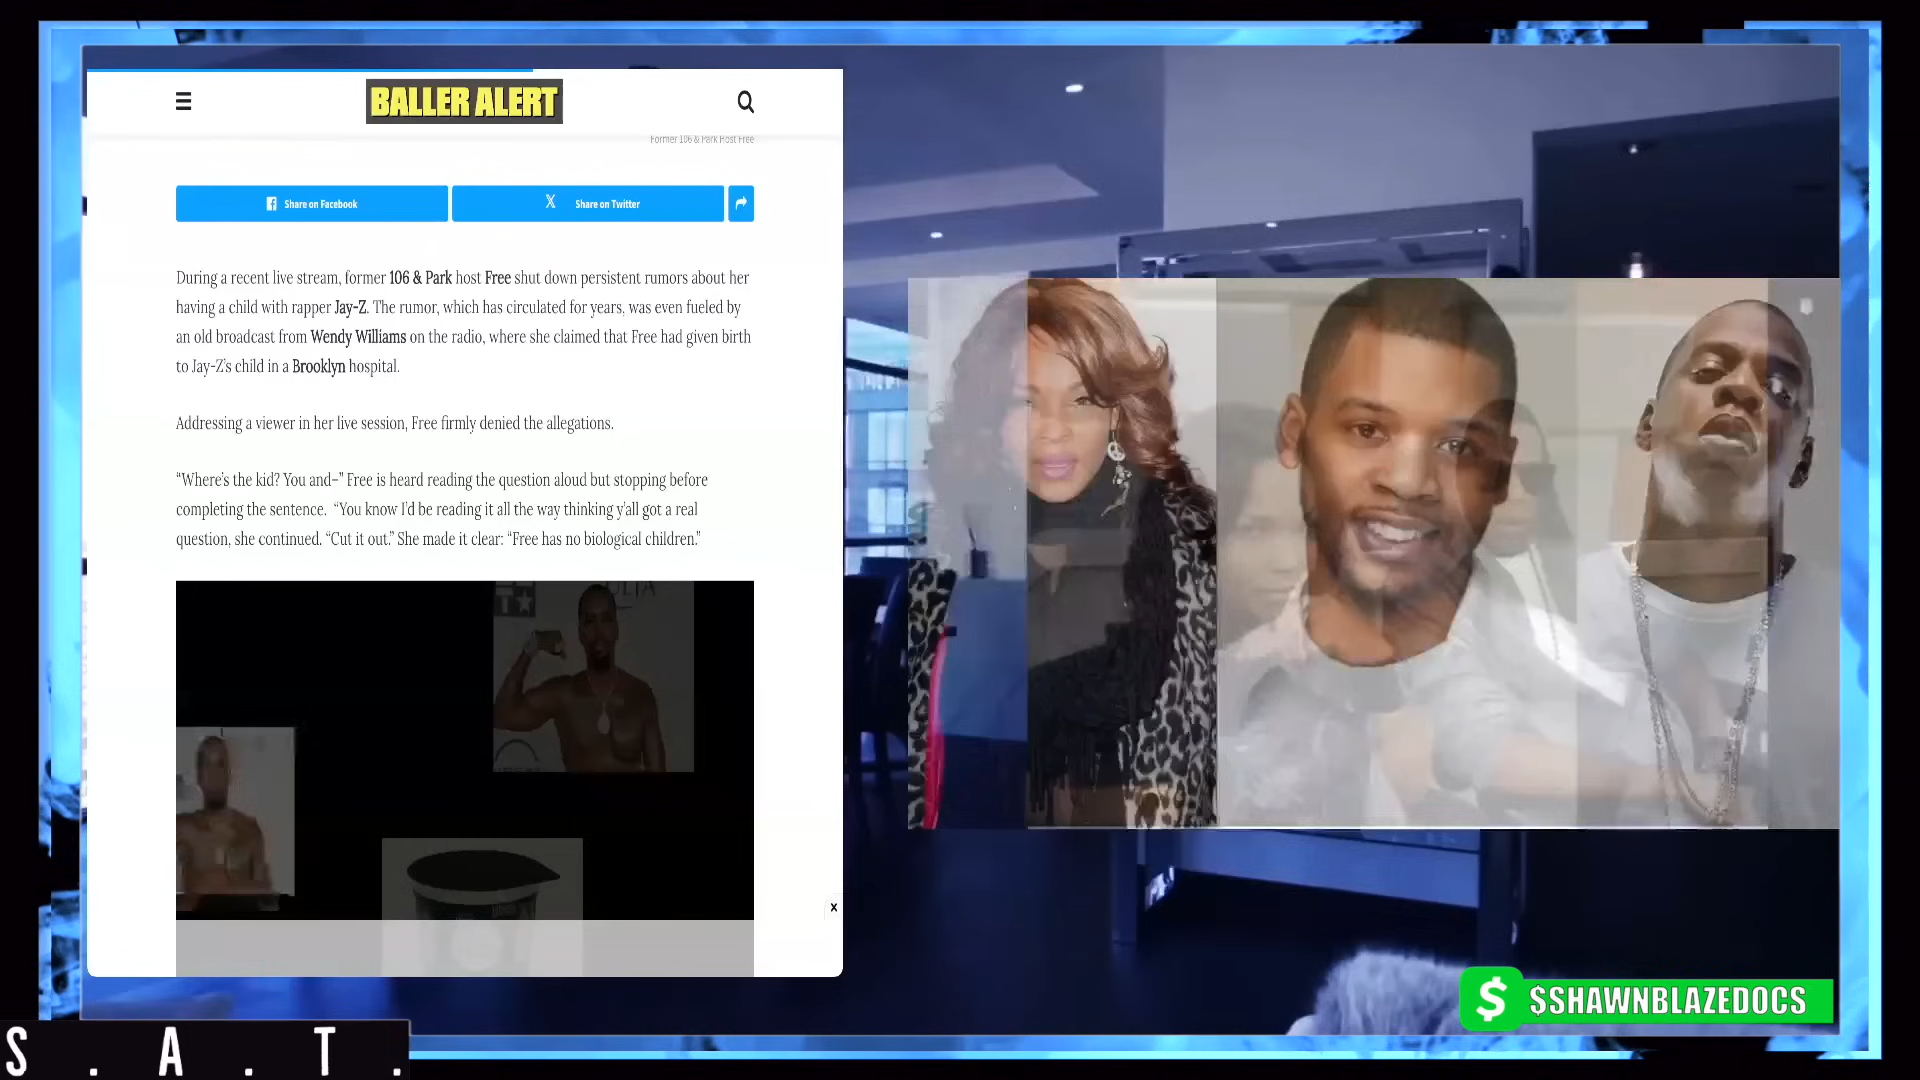 BALLER ALERT
Former 106 & Park Host Free
Share on Facebook
Share on Twitter
During a recent live stream, former 106 & Park host Free shut down persistent rumors about her
having a child with rapper Jay-Z. The rumor, which has circulated for years, was even fueled by
an old broadcast from Wendy Williams on the radio, where she claimed that Free had given birth
to Jay-Z’s child in a Brooklyn hospital.
Addressing a viewer in her live session, Free firmly denied the allegations.
“Where’s the kid? You and–” Free is heard reading the question aloud but stopping before
completing the sentence.  “You know I’d be reading it all the way thinking y’all got a real
question, she continued. “Cut it out.” She made it clear: “Free has no biological children.”
x
$ $SHAWNBLAZEDOCS
S . A . T .